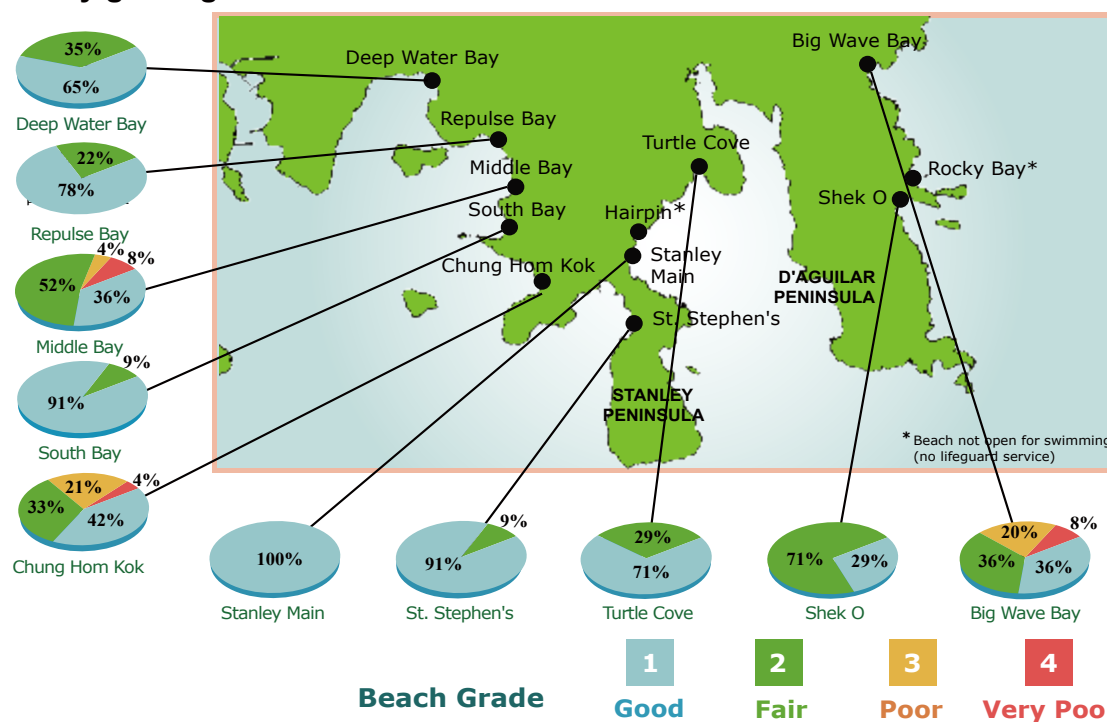 35%
65%
Deep Water Bay
22%
78%
Repulse Bay
4%
8%
52%
36%
Middle Bay
9%
91%
South Bay
21%
4%
33%
42%
Chung Hom Kok
Deep Water Bay
Repulse Bay
Middle Bay
South Bay
Chung Hom Kok
Big Wave Bay
Turtle Cove
Rocky Bay*
Shek O
Hairpin*
Stanley
Main
St. Stephen's
D'AGUILAR
PENINSULA
STANLEY
PENINSULA
* Beach not open for swimming
(no lifeguard service)
100%
Stanley Main
9%
91%
St. Stephen's
29%
71%
Turtle Cove
71%
29%
Shek O
20%
8%
36%
36%
Big Wave Bay
Beach Grade
1
Good
2
Fair
3
Poor
4
Very Poo